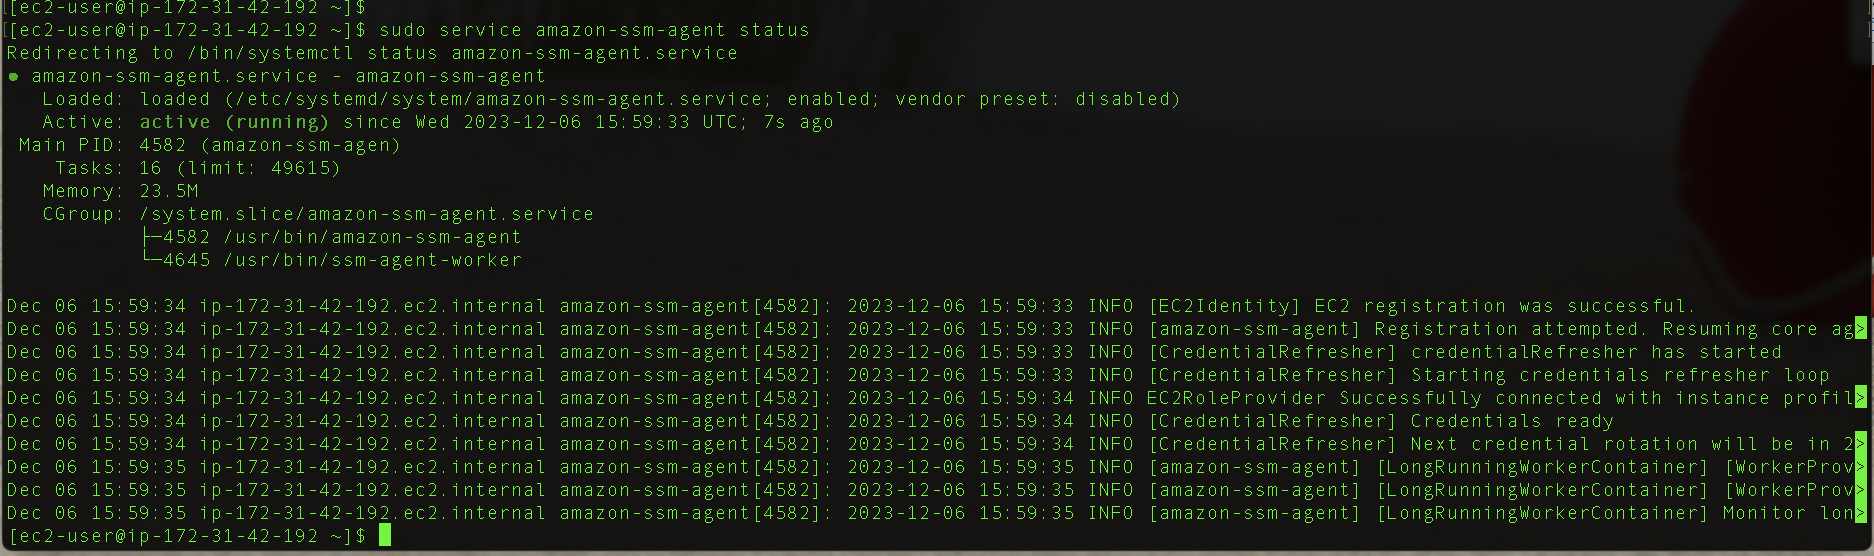 [[ec2-user@ip-172-31-42-192 ~]$
[[ec2-user@ip-172-31-42-192 ~]$ sudo service amazon-ssm-agent status
Redirecting to /bin/systemctl status amazon-ssm-agent.service
● amazon-ssm-agent.service - amazon-ssm-agent
   Loaded: loaded (/etc/systemd/system/amazon-ssm-agent.service; enabled; vendor preset: disabled)
   Active: active (running) since Wed 2023-12-06 15:59:33 UTC; 7s ago
 Main PID: 4582 (amazon-ssm-agen)
    Tasks: 16 (limit: 49615)
   Memory: 23.5M
   CGroup: /system.slice/amazon-ssm-agent.service
           ├─4582 /usr/bin/amazon-ssm-agent
           └─4645 /usr/bin/ssm-agent-worker
Dec 06 15:59:34 ip-172-31-42-192.ec2.internal amazon-ssm-agent[4582]: 2023-12-06 15:59:33 INFO [EC2Identity] EC2 registration was successful.
Dec 06 15:59:34 ip-172-31-42-192.ec2.internal amazon-ssm-agent[4582]: 2023-12-06 15:59:33 INFO [amazon-ssm-agent] Registration attempted. Resuming core ag>
Dec 06 15:59:34 ip-172-31-42-192.ec2.internal amazon-ssm-agent[4582]: 2023-12-06 15:59:33 INFO [CredentialRefresher] credentialRefresher has started
Dec 06 15:59:34 ip-172-31-42-192.ec2.internal amazon-ssm-agent[4582]: 2023-12-06 15:59:33 INFO [CredentialRefresher] Starting credentials refresher loop
Dec 06 15:59:34 ip-172-31-42-192.ec2.internal amazon-ssm-agent[4582]: 2023-12-06 15:59:34 INFO EC2RoleProvider Successfully connected with instance profil>
Dec 06 15:59:34 ip-172-31-42-192.ec2.internal amazon-ssm-agent[4582]: 2023-12-06 15:59:34 INFO [CredentialRefresher] Credentials ready
Dec 06 15:59:34 ip-172-31-42-192.ec2.internal amazon-ssm-agent[4582]: 2023-12-06 15:59:34 INFO [CredentialRefresher] Next credential rotation will be in 2>
Dec 06 15:59:35 ip-172-31-42-192.ec2.internal amazon-ssm-agent[4582]: 2023-12-06 15:59:35 INFO [amazon-ssm-agent] [LongRunningWorkerContainer] [WorkerProv>
Dec 06 15:59:35 ip-172-31-42-192.ec2.internal amazon-ssm-agent[4582]: 2023-12-06 15:59:35 INFO [amazon-ssm-agent] [LongRunningWorkerContainer] [WorkerProv>
Dec 06 15:59:35 ip-172-31-42-192.ec2.internal amazon-ssm-agent[4582]: 2023-12-06 15:59:35 INFO [amazon-ssm-agent] [LongRunningWorkerContainer] Monitor lon>
[ec2-user@ip-172-31-42-192 ~]$